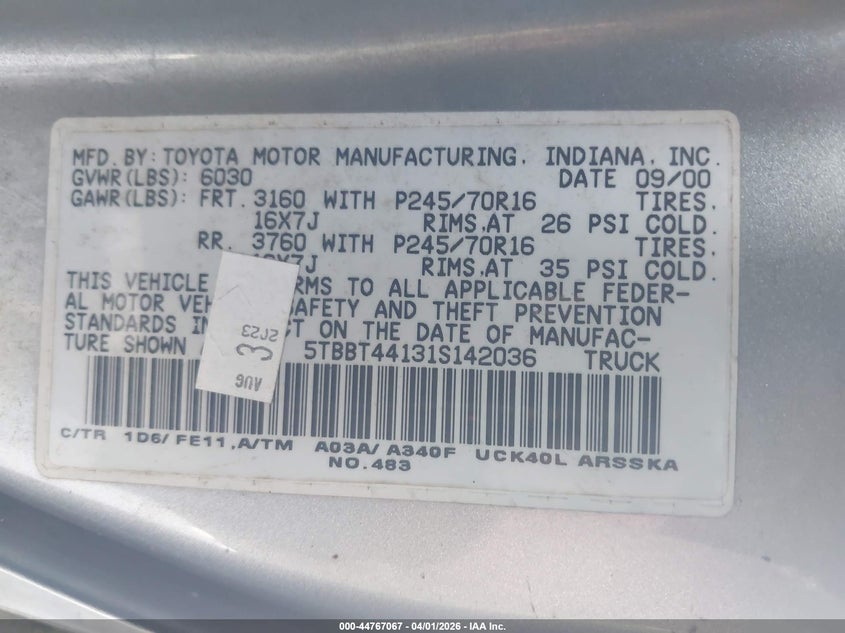 MFD. BY: TOYOTA MOTOR MANUFACTURING, INDIANA, INC.
GVWR(LBS): 6030 DATE 09/00
GAWR(LBS): FRT. 3160 WITH P245/70R16 TIRES,
16X7J RIMS,AT 26 PSI COLD.
RR. 3760 WITH P245/70R16 TIRES,
16X7J RIMS,AT 35 PSI COLD.
THIS VEHICLE RMS TO ALL APPLICABLE FEDER-
AL MOTOR VEH SAFETY AND THEFT PREVENTION
STANDARDS IN CT ON THE DATE OF MANUFAC-
TURE SHOWN 5TBBT44131S142036 TRUCK
AUG 3 2023
C/TR 1D6/ FE11,A/TM A03A/ A340F UCK40L ARSSKA
NO.483
000-44767067 | 04/01/2026 - IAA Inc.